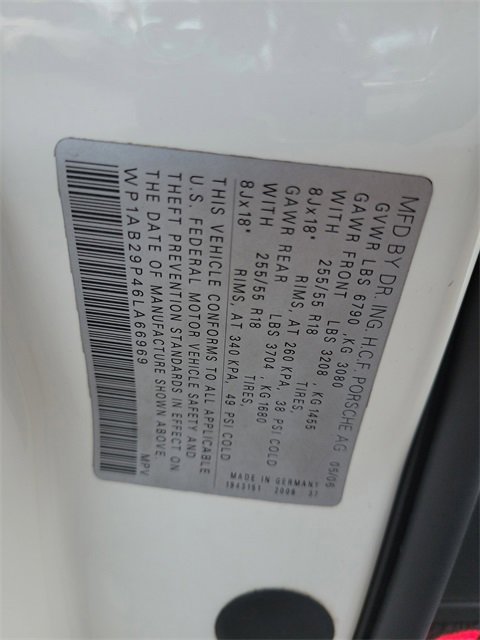 MFD BY DR. ING. H.C.F. PORSCHE AG 05/06
GVWR LBS 6790 ,KG 3080
GAWR FRONT LBS 3208 , KG 1455
WITH 255/55 R18 TIRES,
8Jx18" RIMS, AT 260 KPA, 38 PSI COLD
GAWR REAR LBS 3704 , KG 1680
WITH 255/55 R18 TIRES,
8Jx18" RIMS, AT 340 KPA, 49 PSI COLD
THIS VEHICLE CONFORMS TO ALL APPLICABLE
U.S. FEDERAL MOTOR VEHICLE SAFETY AND
THEFT PREVENTION STANDARDS IN EFFECT ON
THE DATE OF MANUFACTURE SHOWN ABOVE.
WP1AB29P46LA66969 MPV
MADE IN GERMANY
1943191 2006 37